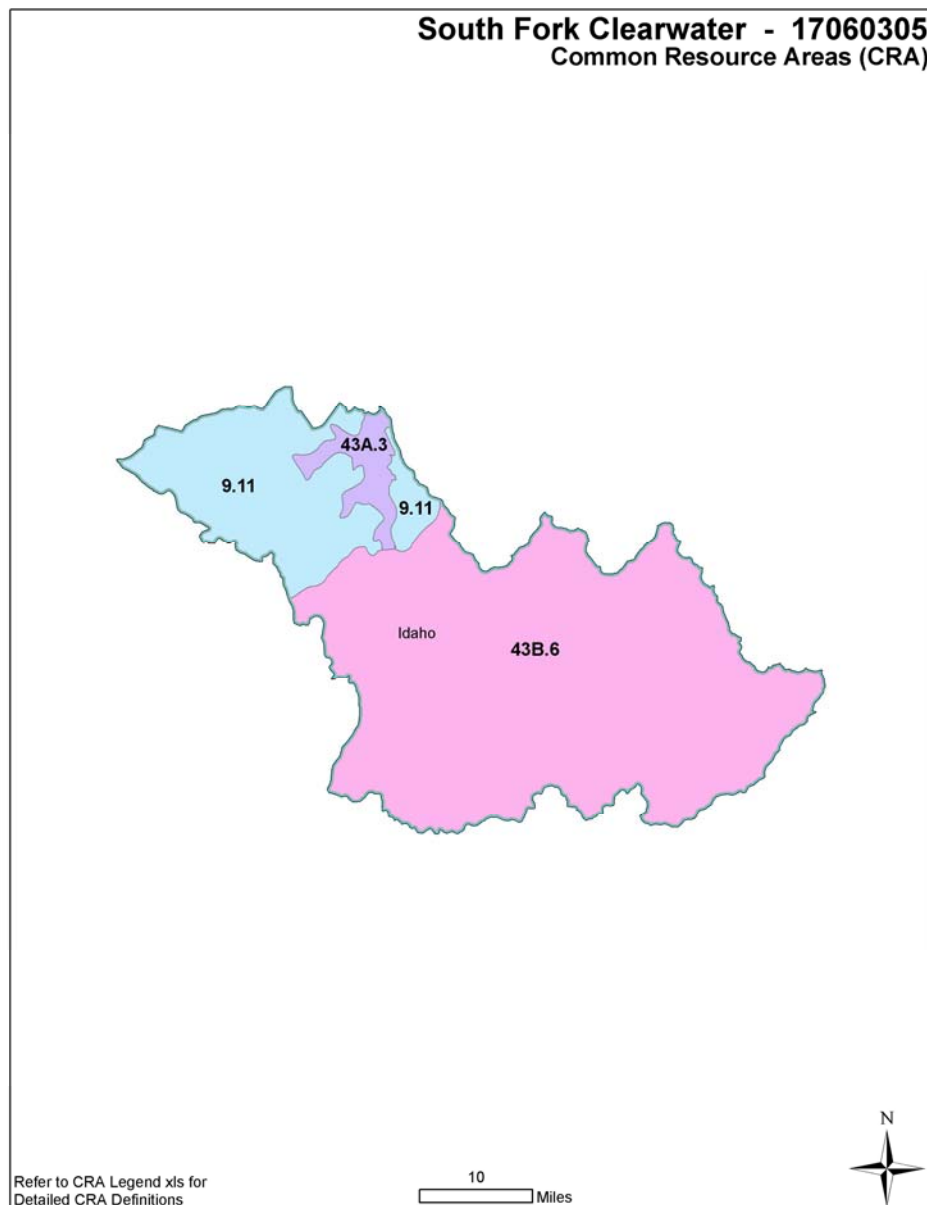 South Fork Clearwater - 17060305
Common Resource Areas (CRA)
43A.3
9.11
9.11
Idaho
43B.6
N
Refer to CRA Legend xls for
Detailed CRA Definitions
10
Miles